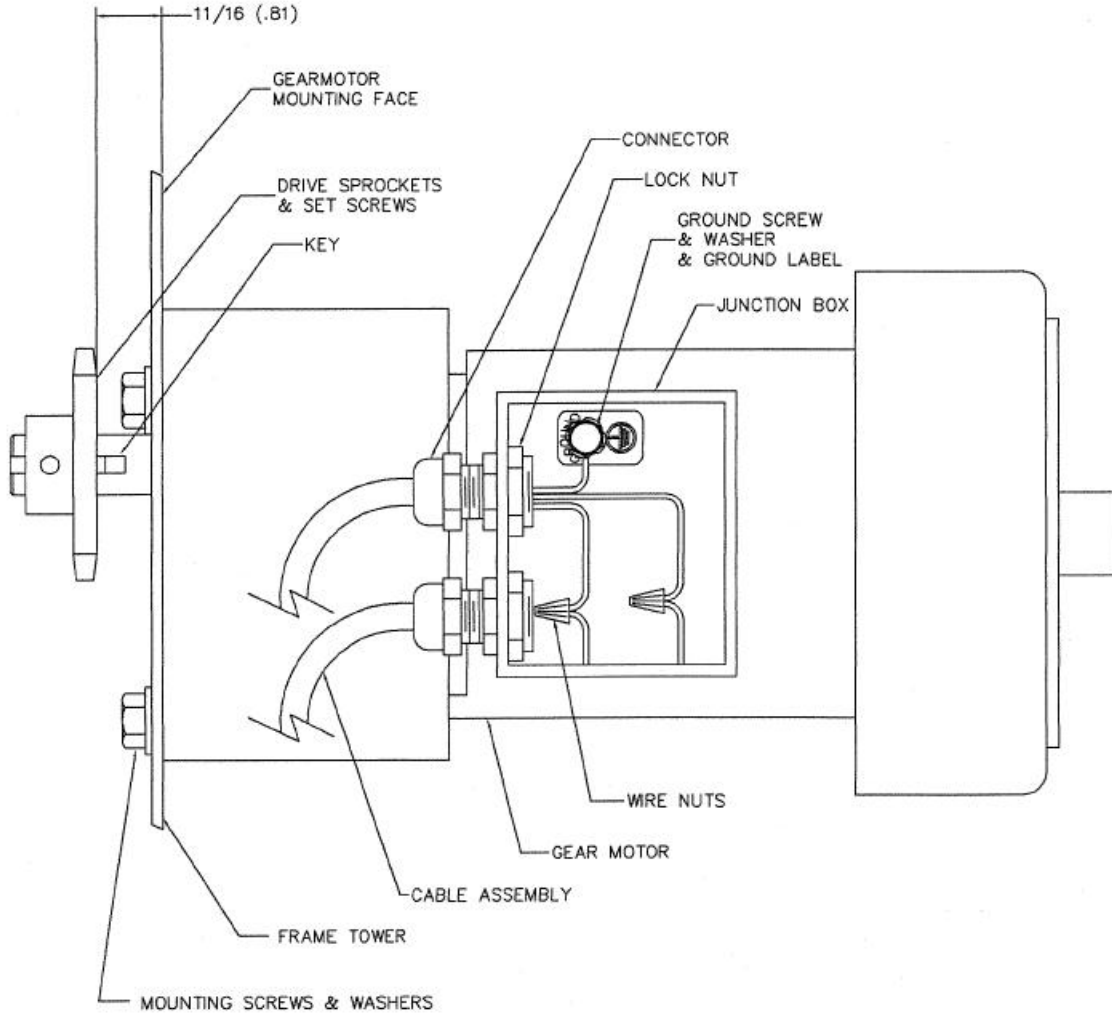 11/16 (.81)
GEARMOTOR
MOUNTING FACE
CONNECTOR
DRIVE SPROCKETS
& SET SCREWS
LOCK NUT
KEY
GROUND SCREW
& WASHER
& GROUND LABEL
JUNCTION BOX
WIRE NUTS
GEAR MOTOR
CABLE ASSEMBLY
FRAME TOWER
MOUNTING SCREWS & WASHERS